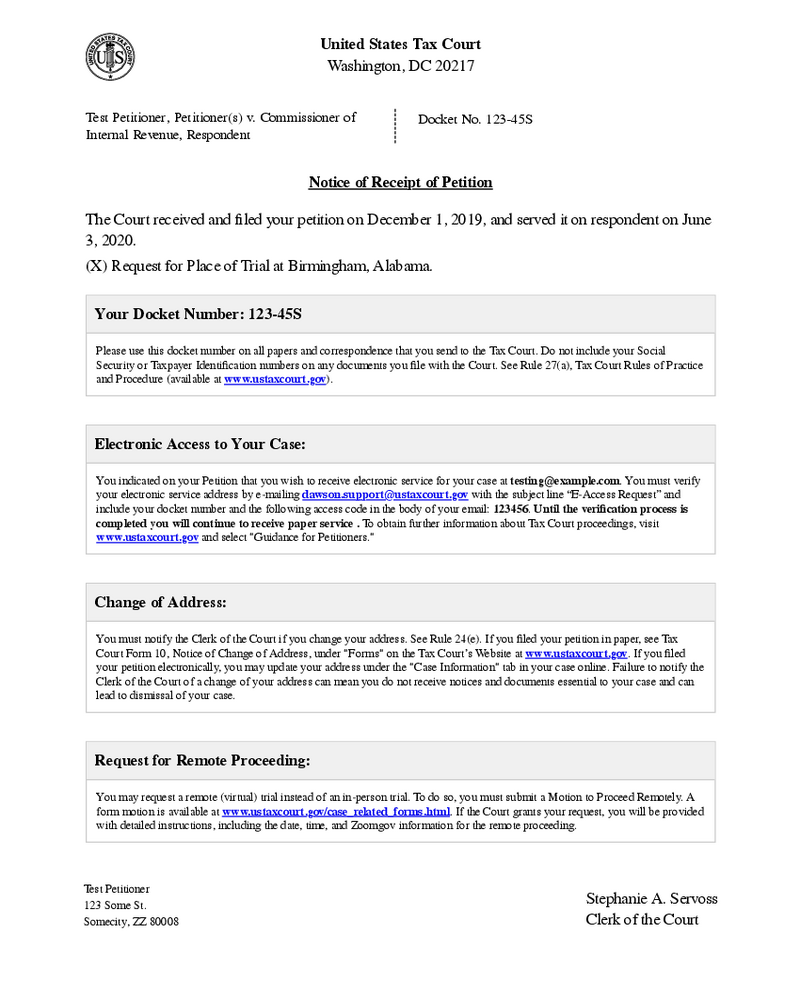 UNITED STATES TAX COURT
US
United States Tax Court
Washington, DC 20217
Test Petitioner, Petitioner(s) v. Commissioner of
Internal Revenue, Respondent
Docket No. 123-45S
Notice of Receipt of Petition
The Court received and filed your petition on December 1, 2019, and served it on respondent on June
3, 2020.
(X) Request for Place of Trial at Birmingham, Alabama.
Your Docket Number: 123-45S
Please use this docket number on all papers and correspondence that you send to the Tax Court. Do not include your Social
Security or Taxpayer Identification numbers on any documents you file with the Court. See Rule 27(a), Tax Court Rules of Practice
and Procedure (available at www.ustaxcourt.gov).
Electronic Access to Your Case:
You indicated on your Petition that you wish to receive electronic service for your case at testing@example.com. You must verify
your electronic service address by e-mailing dawson.support@ustaxcourt.gov with the subject line “E-Access Request” and
include your docket number and the following access code in the body of your email: 123456. Until the verification process is
completed you will continue to receive paper service . To obtain further information about Tax Court proceedings, visit
www.ustaxcourt.gov and select "Guidance for Petitioners."
Change of Address:
You must notify the Clerk of the Court if you change your address. See Rule 24(e). If you filed your petition in paper, see Tax
Court Form 10, Notice of Change of Address, under "Forms" on the Tax Court’s Website at www.ustaxcourt.gov. If you filed
your petition electronically, you may update your address under the "Case Information" tab in your case online. Failure to notify the
Clerk of the Court of a change of your address can mean you do not receive notices and documents essential to your case and can
lead to dismissal of your case.
Request for Remote Proceeding:
You may request a remote (virtual) trial instead of an in-person trial. To do so, you must submit a Motion to Proceed Remotely. A
form motion is available at www.ustaxcourt.gov/case_related_forms.html. If the Court grants your request, you will be provided
with detailed instructions, including the date, time, and Zoomgov information for the remote proceeding.
Test Petitioner
123 Some St.
Somecity, ZZ 80008
Stephanie A. Servoss
Clerk of the Court